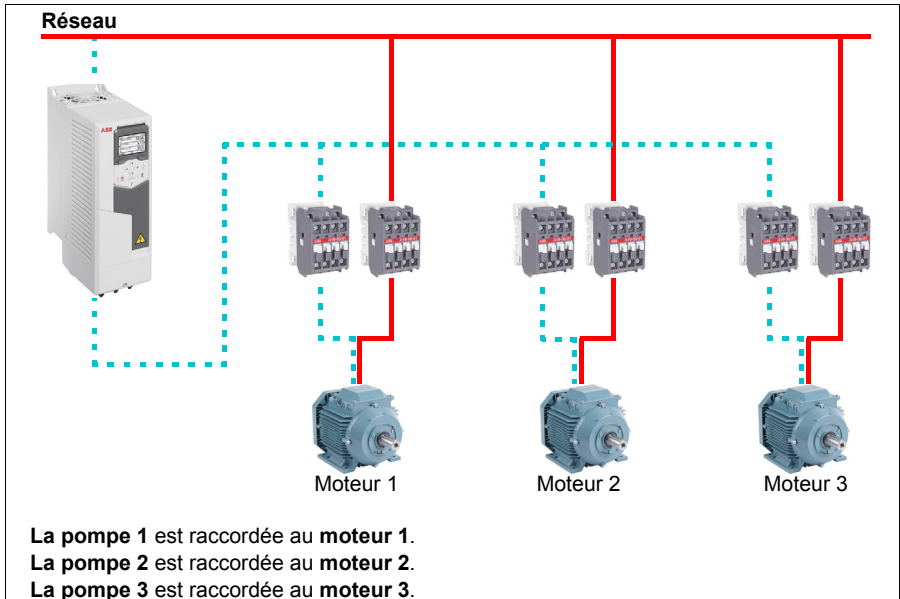 Réseau
ABB
Moteur 1
Moteur 2
Moteur 3
La pompe 1 est raccordée au moteur 1.
La pompe 2 est raccordée au moteur 2.
La pompe 3 est raccordée au moteur 3.